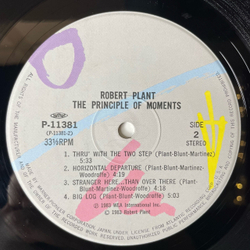 ROBERT PLANT
THE PRINCIPLE OF MOMENTS
P-11381
(P-11381-2)
33⅓RPM
SIDE
2
STEREO
1. THRU' WITH THE TWO STEP (Plant-Blunt-Martinez)
5:33
2. HORIZONTAL DEPARTURE (Plant-Blunt-Martinez-
Woodroffe) 4:19
3. STRANGER HERE...THAN OVER THERE (Plant-
Blunt-Martinez-Woodroffe) 4:18
4. BIG LOG (Plant-Blunt-Woodroffe) 5:03
℗ 1983 WEA International Inc.
© 1983 Robert Plant